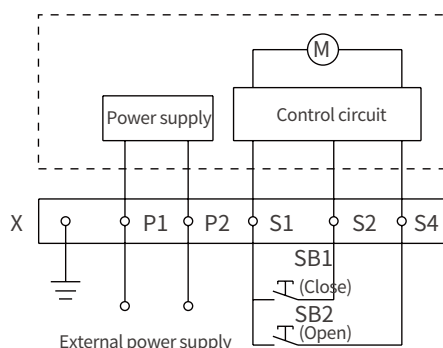 M
Power supply
Control circuit
X P1 P2 S1 S2 S4
SB1
(Close)
SB2
(Open)
External power supply